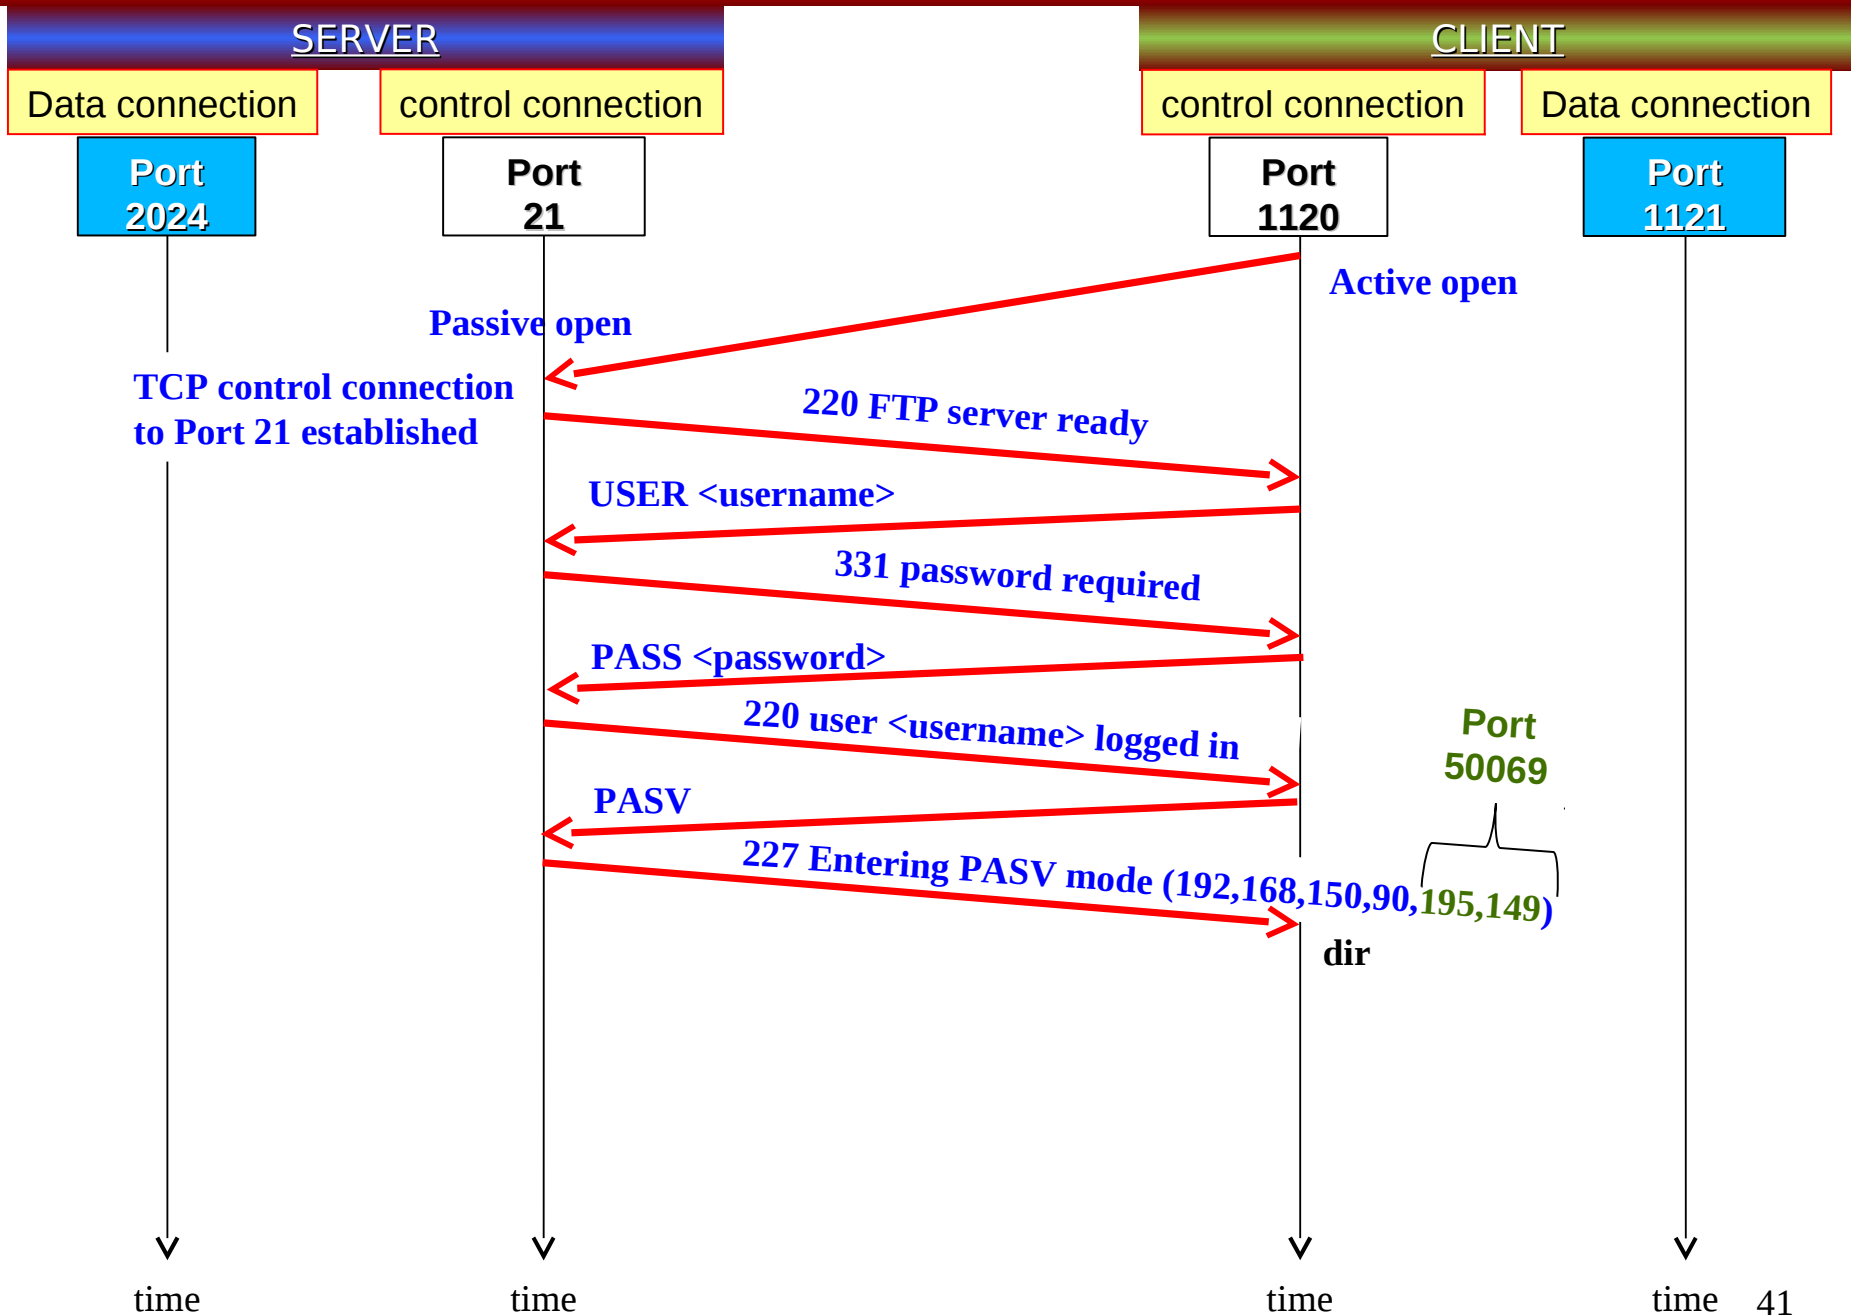 SERVER
CLIENT
Data connection
control connection
control connection
Data connection
Port
2024
Port
21
Port
1120
Port
1121
Active open
Passive open
TCP control connection
to Port 21 established
220 FTP server ready
USER <username>
331 password required
PASS <password>
220 user <username> logged in
Port
50069
PASV
227 Entering PASV mode (192,168,150,90,195,149)
dir
time
time
time
time
41